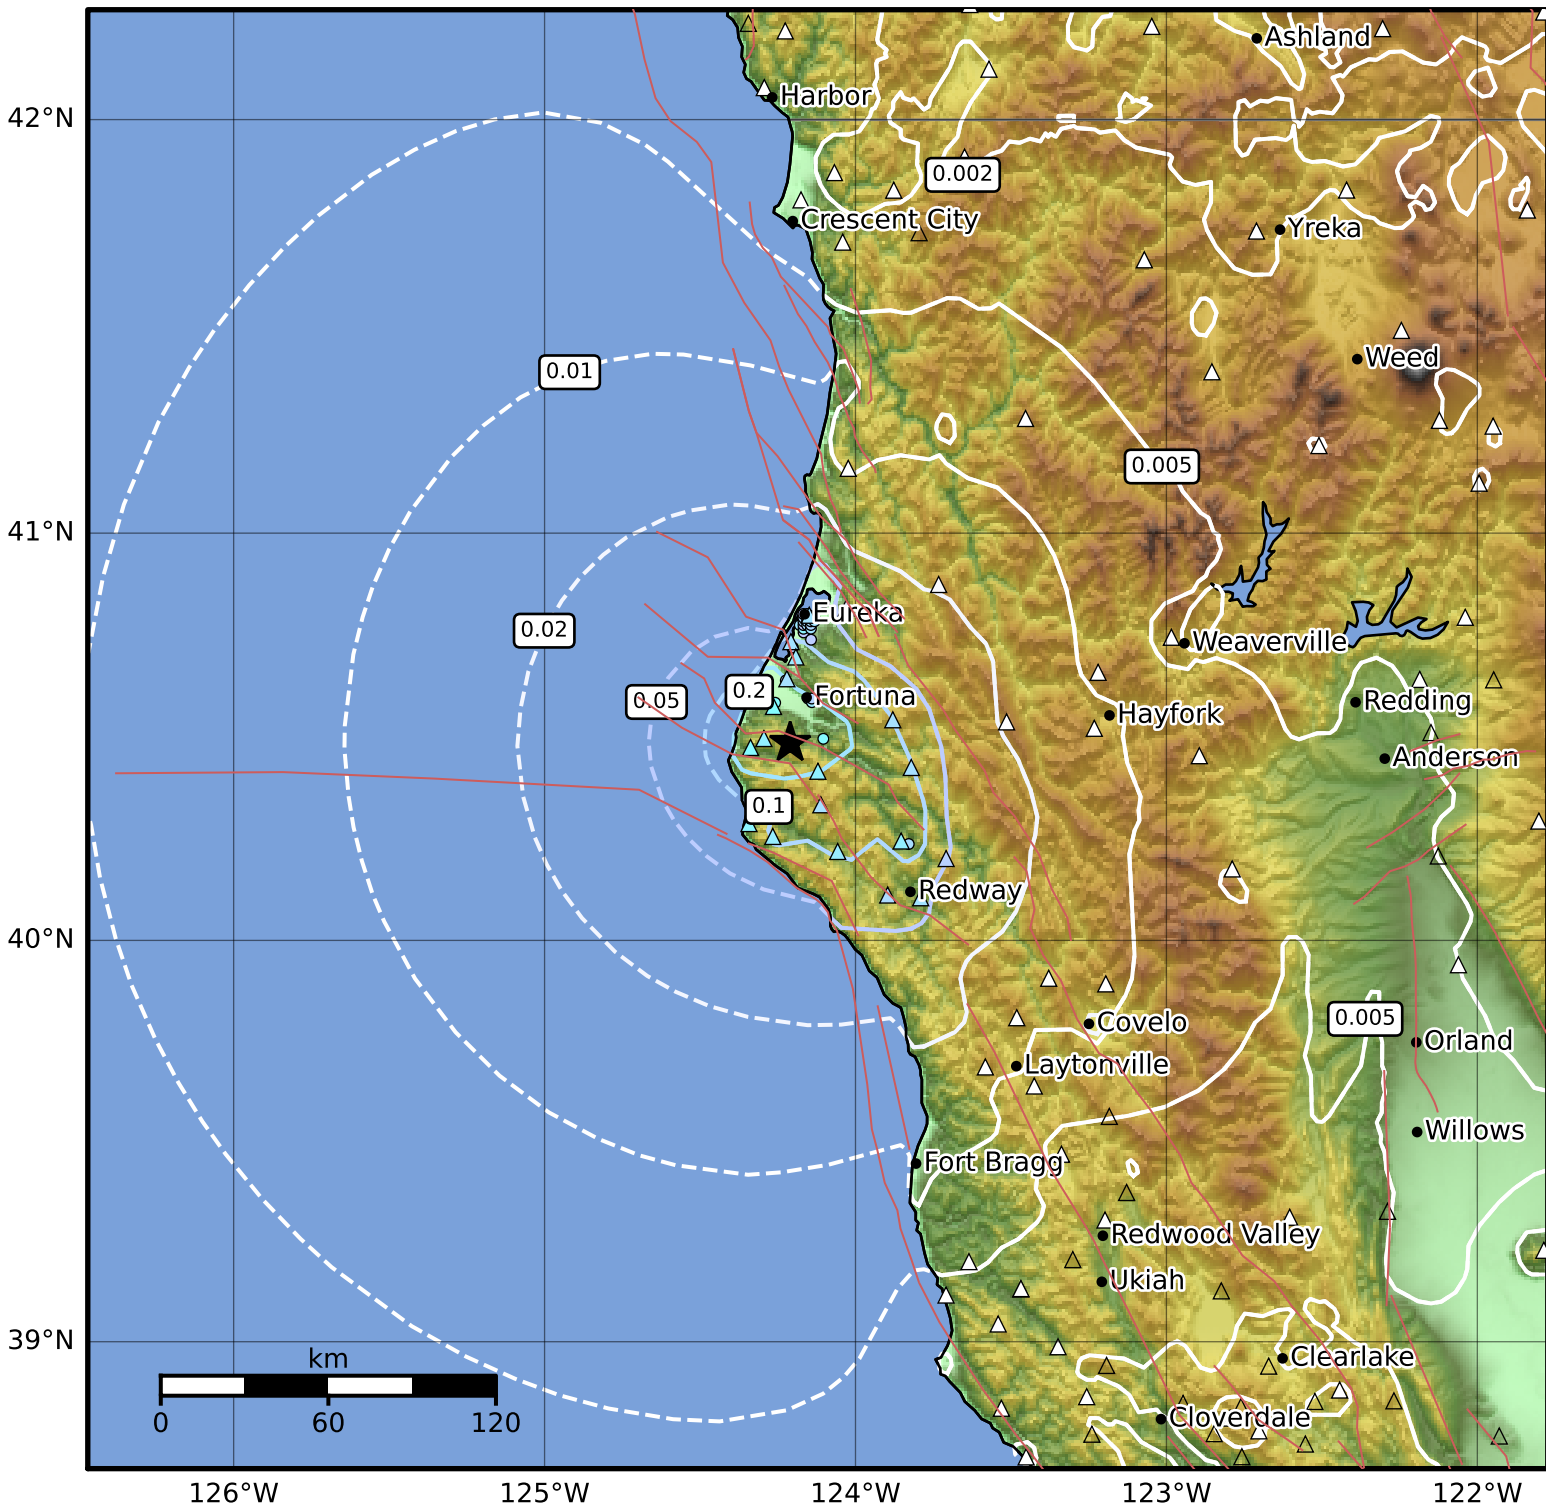 Ashland
Harbor
42°N
0.002
Crescent City
Yreka
Weed
0.01
0.005
41°N
Eureka
0.02
Weaverville
0.2
Fortuna
0.05
Redding
Hayfork
Anderson
0.1
Redway
40°N
0.005
Covelo
Orland
Laytonville
Willows
Fort Bragg
Redwood Valley
Ukiah
39°N
km
Clearlake
Cloverdale
0 60 120
126°W 125°W 124°W 123°W 122°W